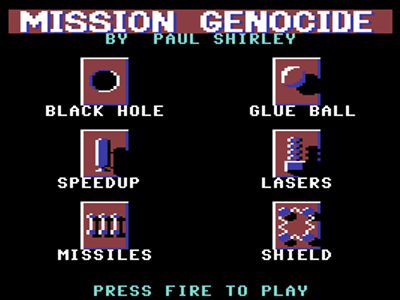 MISSION GENOCIDE
BY PAUL SHIRLEY
BLACK HOLE GLUE BALL
SPEEDUP LASERS
MISSILES SHIELD
PRESS FIRE TO PLAY